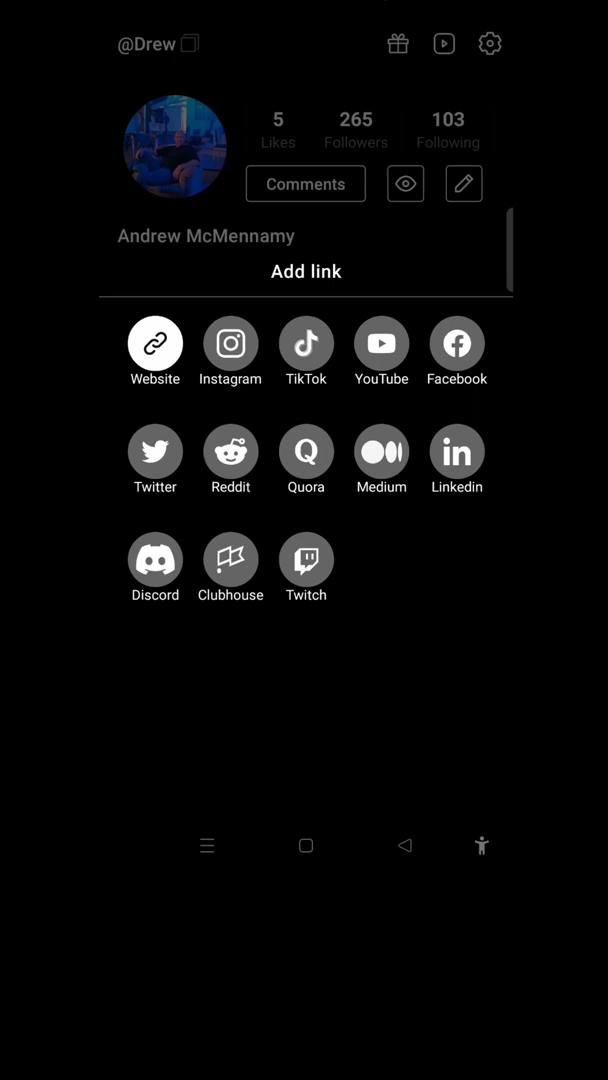 @Drew
5 265 103
Likes Followers Following
Comments
Andrew McMennamy
Add link
Website Instagram TikTok YouTube Facebook
Twitter Reddit Quora Medium Linkedin
Discord Clubhouse Twitch